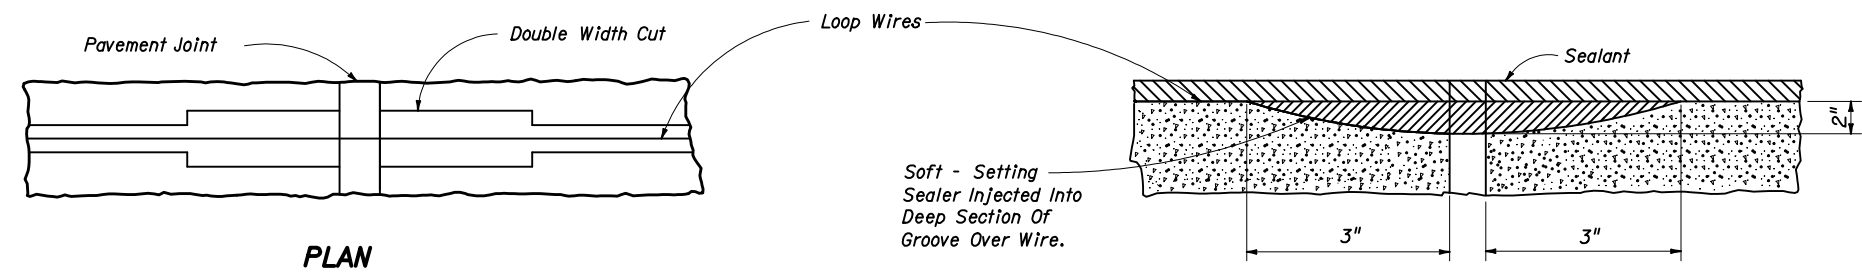 Pavement Joint
Double Width Cut
Loop Wires
Sealant
2"
Soft - Setting
Sealer Injected Into
Deep Section Of
Groove Over Wire.
3"
3"
PLAN